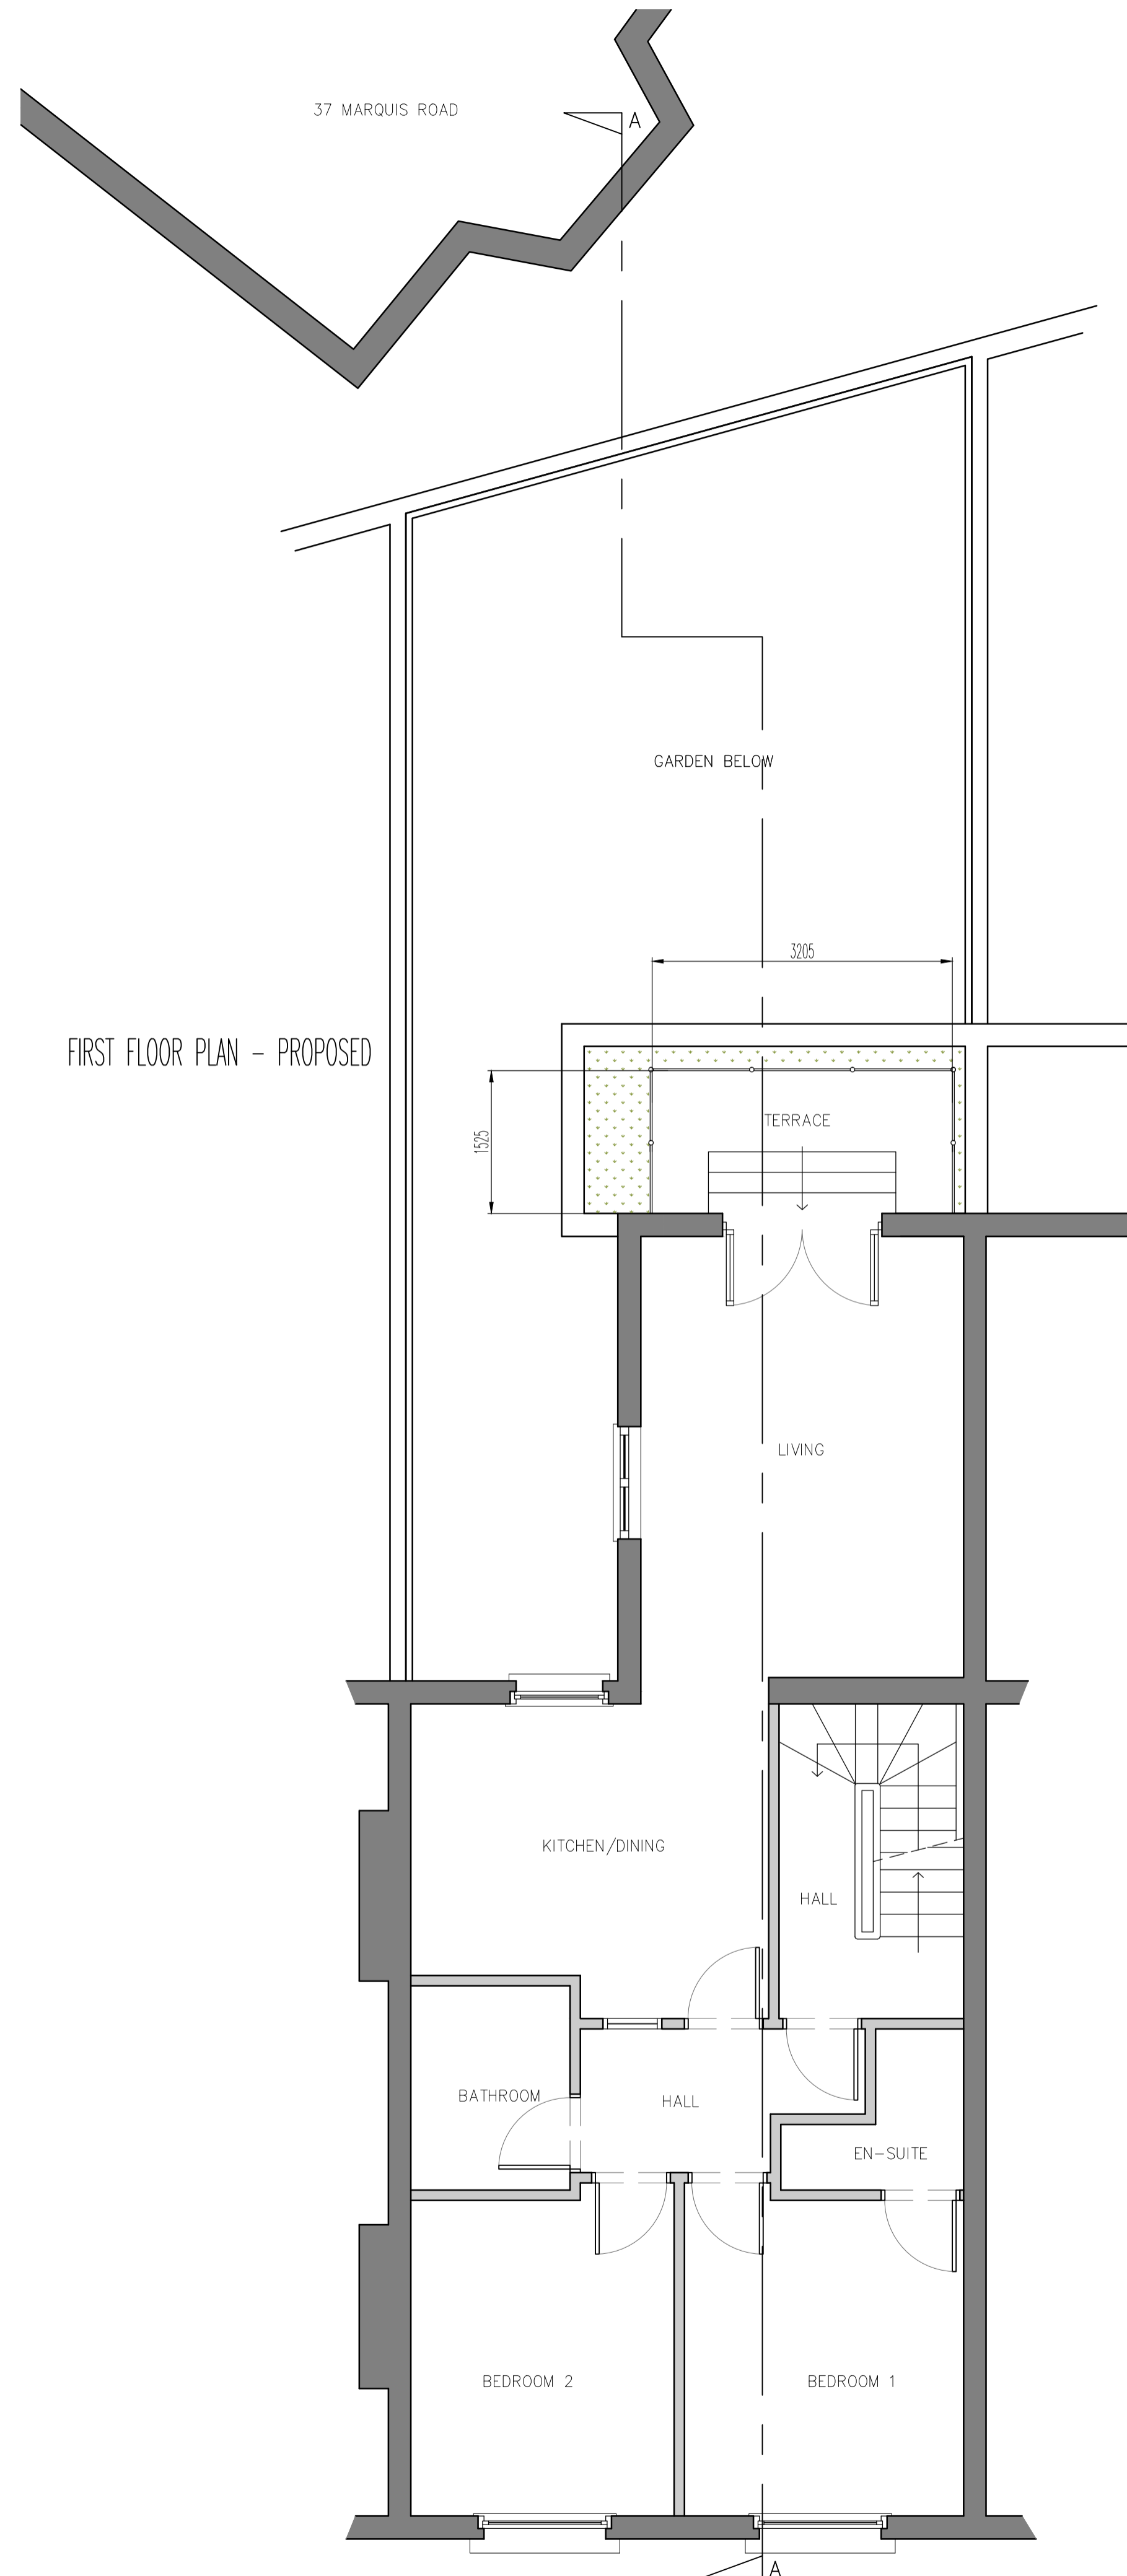 37 MARQUIS ROAD
A
GARDEN BELOW
3205
FIRST FLOOR PLAN - PROPOSED
1525
TERRACE
LIVING
KITCHEN/DINING
HALL
BATHROOM
HALL
EN-SUITE
BEDROOM 2
BEDROOM 1
A